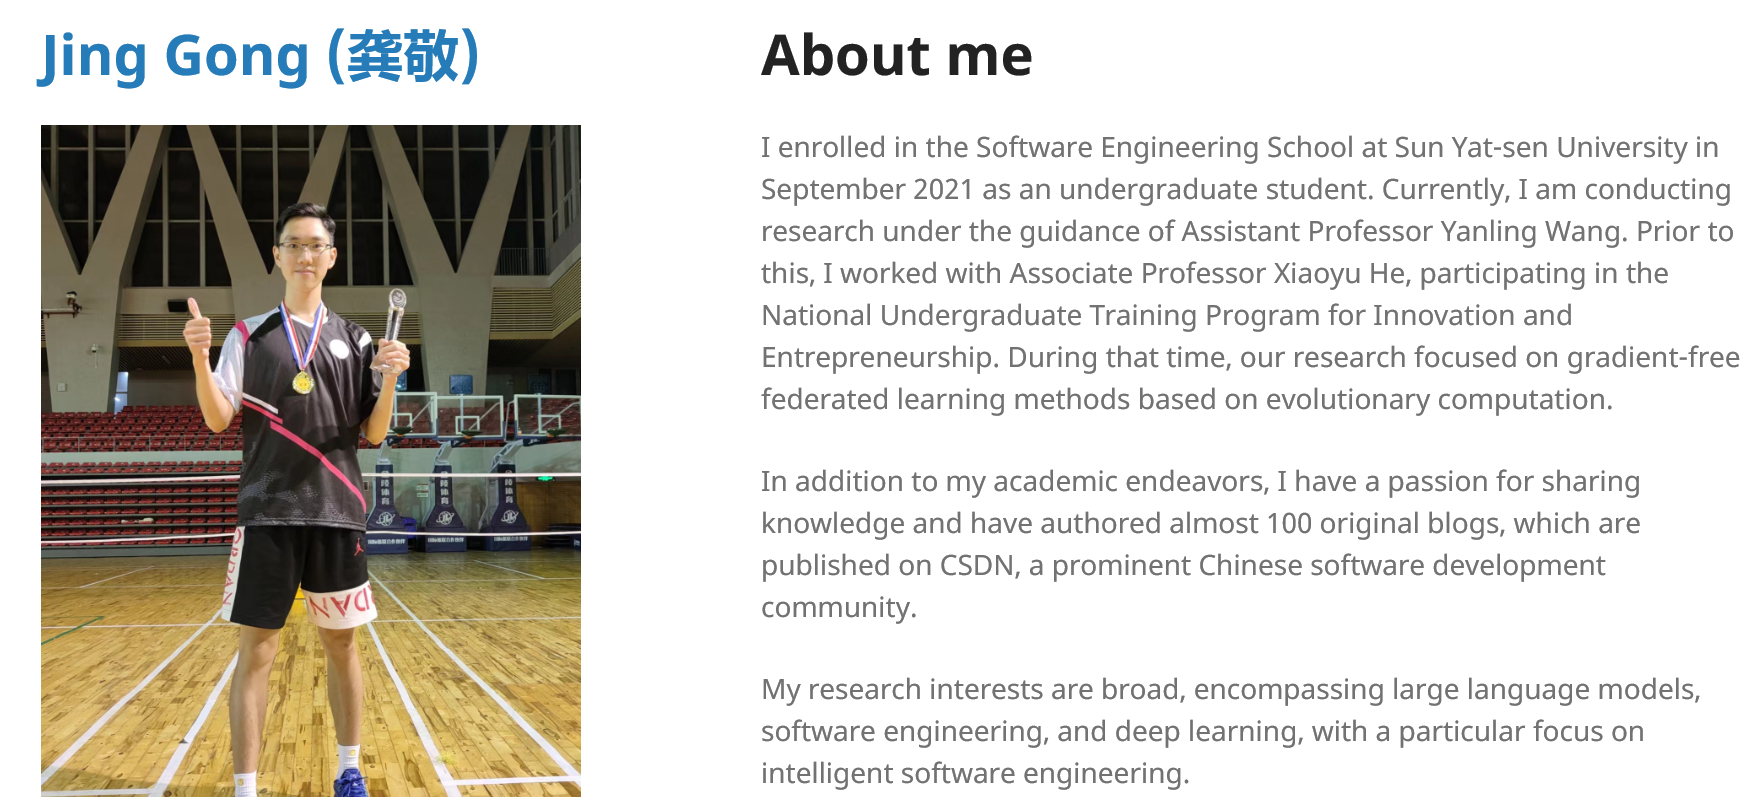 Jing Gong (龚敬)
About me
I enrolled in the Software Engineering School at Sun Yat-sen University in
September 2021 as an undergraduate student. Currently, I am conducting
research under the guidance of Assistant Professor Yanling Wang. Prior to
this, I worked with Associate Professor Xiaoyu He, participating in the
National Undergraduate Training Program for Innovation and
Entrepreneurship. During that time, our research focused on gradient-free
federated learning methods based on evolutionary computation.
In addition to my academic endeavors, I have a passion for sharing
knowledge and have authored almost 100 original blogs, which are
published on CSDN, a prominent Chinese software development
community.
My research interests are broad, encompassing large language models,
software engineering, and deep learning, with a particular focus on
intelligent software engineering.